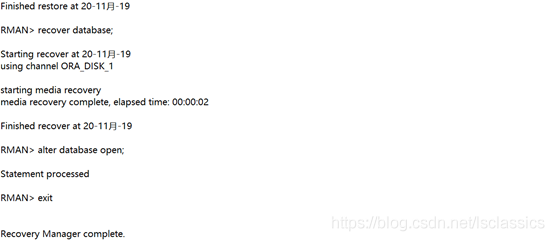 Finished restore at 20-11月-19
RMAN> recover database;
Starting recover at 20-11月-19
using channel ORA_DISK_1
starting media recovery
media recovery complete, elapsed time: 00:00:02
Finished recover at 20-11月-19
RMAN> alter database open;
Statement processed
RMAN> exit
Recovery Manager complete.
https://blog.csdn.net/lsclassics